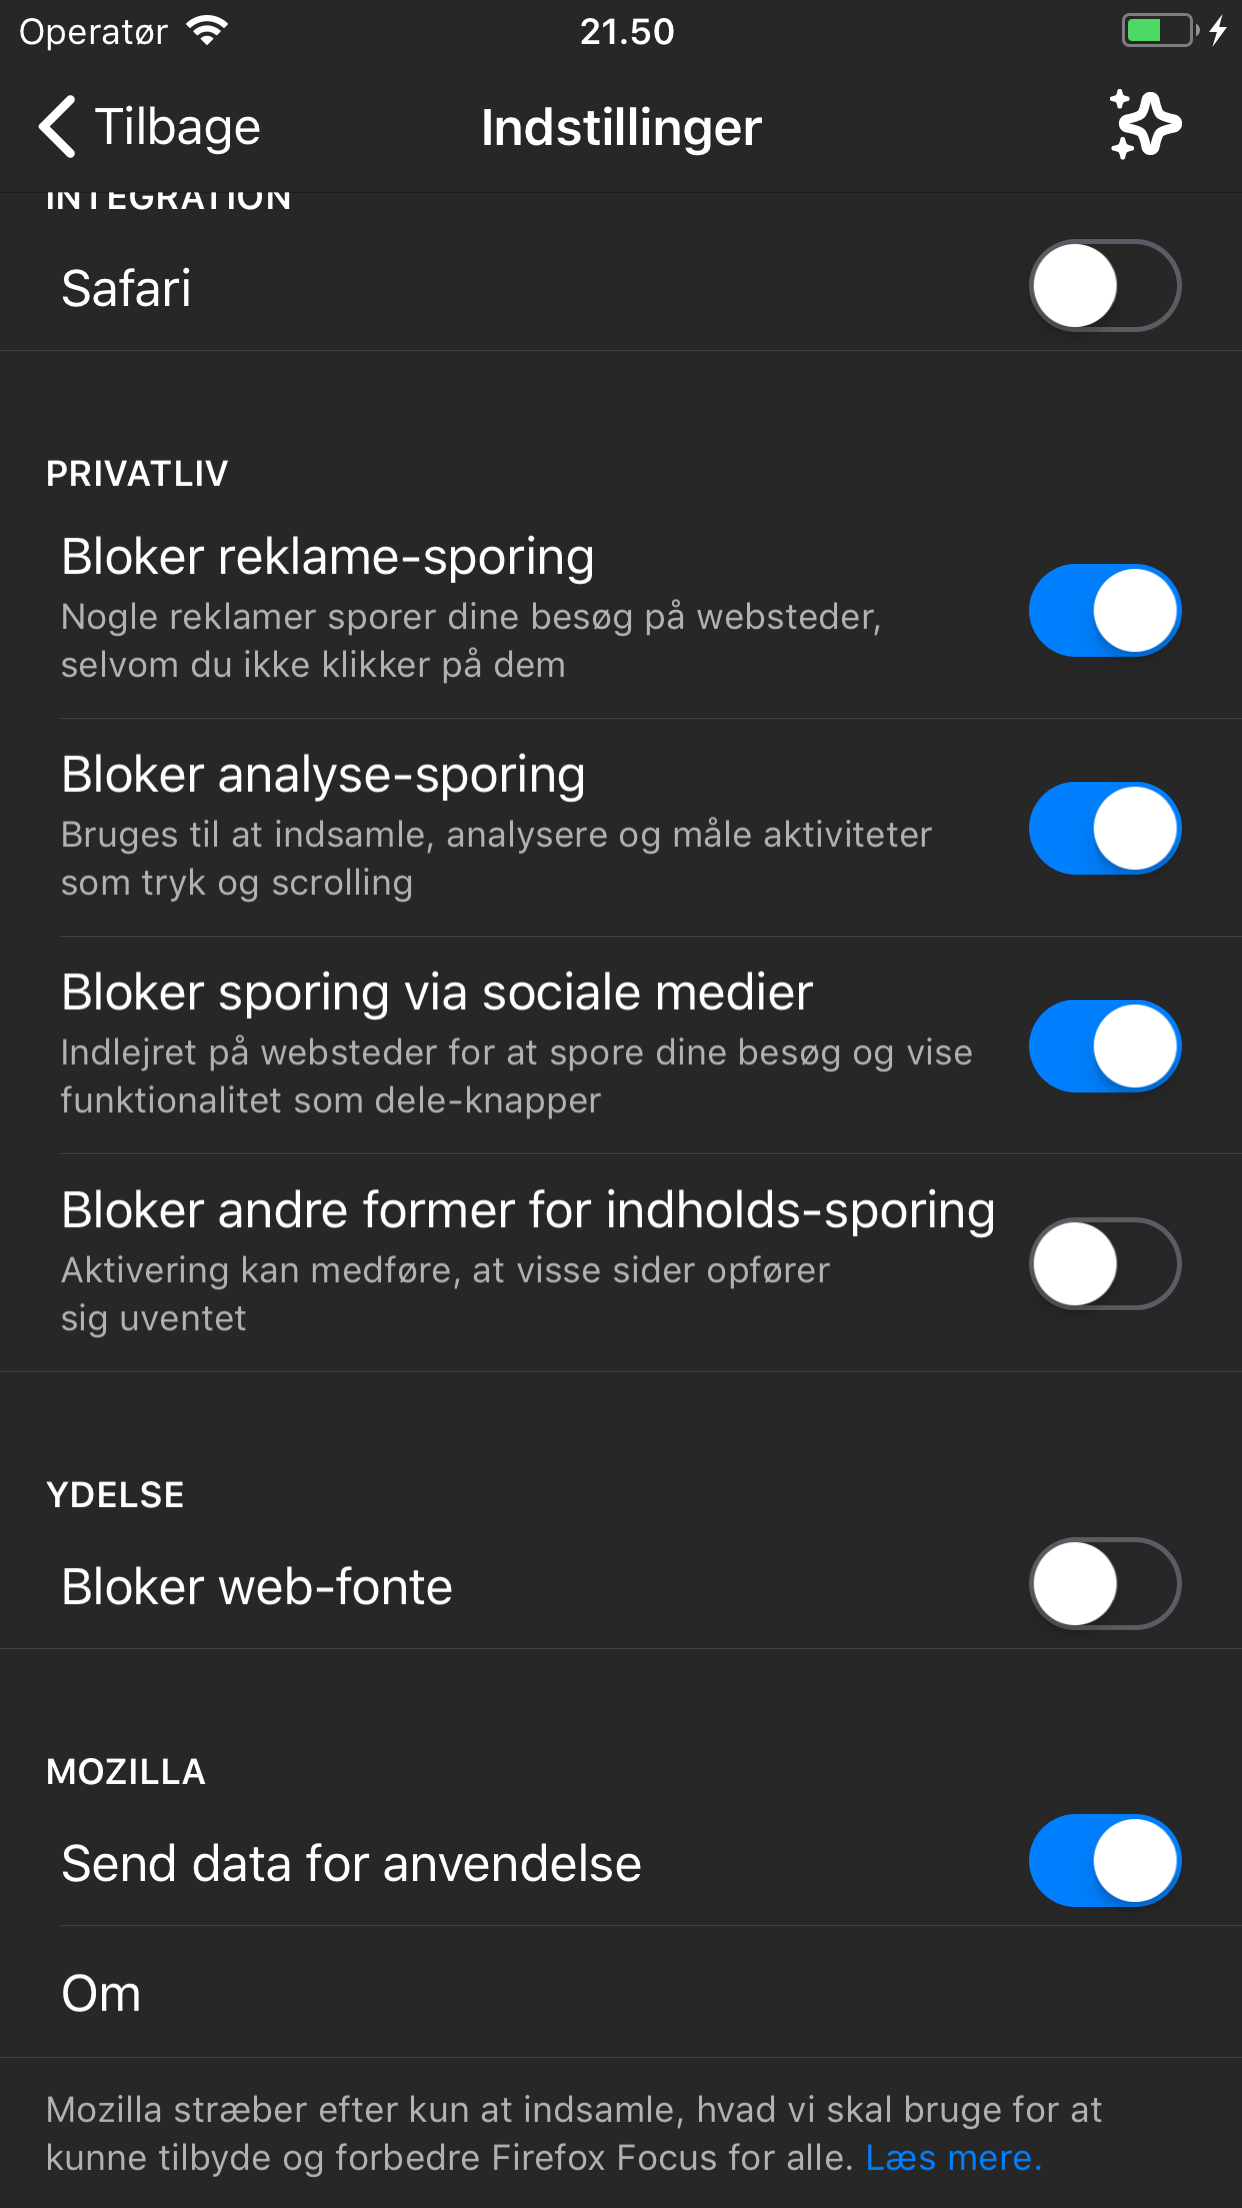 Operatør
21.50
Tilbage
Indstillinger
INTEGRATION
Safari
PRIVATLIV
Bloker reklame-sporing
Nogle reklamer sporer dine besøg på websteder,
selvom du ikke klikker på dem
Bloker analyse-sporing
Bruges til at indsamle, analysere og måle aktiviteter
som tryk og scrolling
Bloker sporing via sociale medier
Indlejret på websteder for at spore dine besøg og vise
funktionalitet som dele-knapper
Bloker andre former for indholds-sporing
Aktivering kan medføre, at visse sider opfører
sig uventet
YDELSE
Bloker web-fonte
MOZILLA
Send data for anvendelse
Om
Mozilla stræber efter kun at indsamle, hvad vi skal bruge for at
kunne tilbyde og forbedre Firefox Focus for alle. Læs mere.